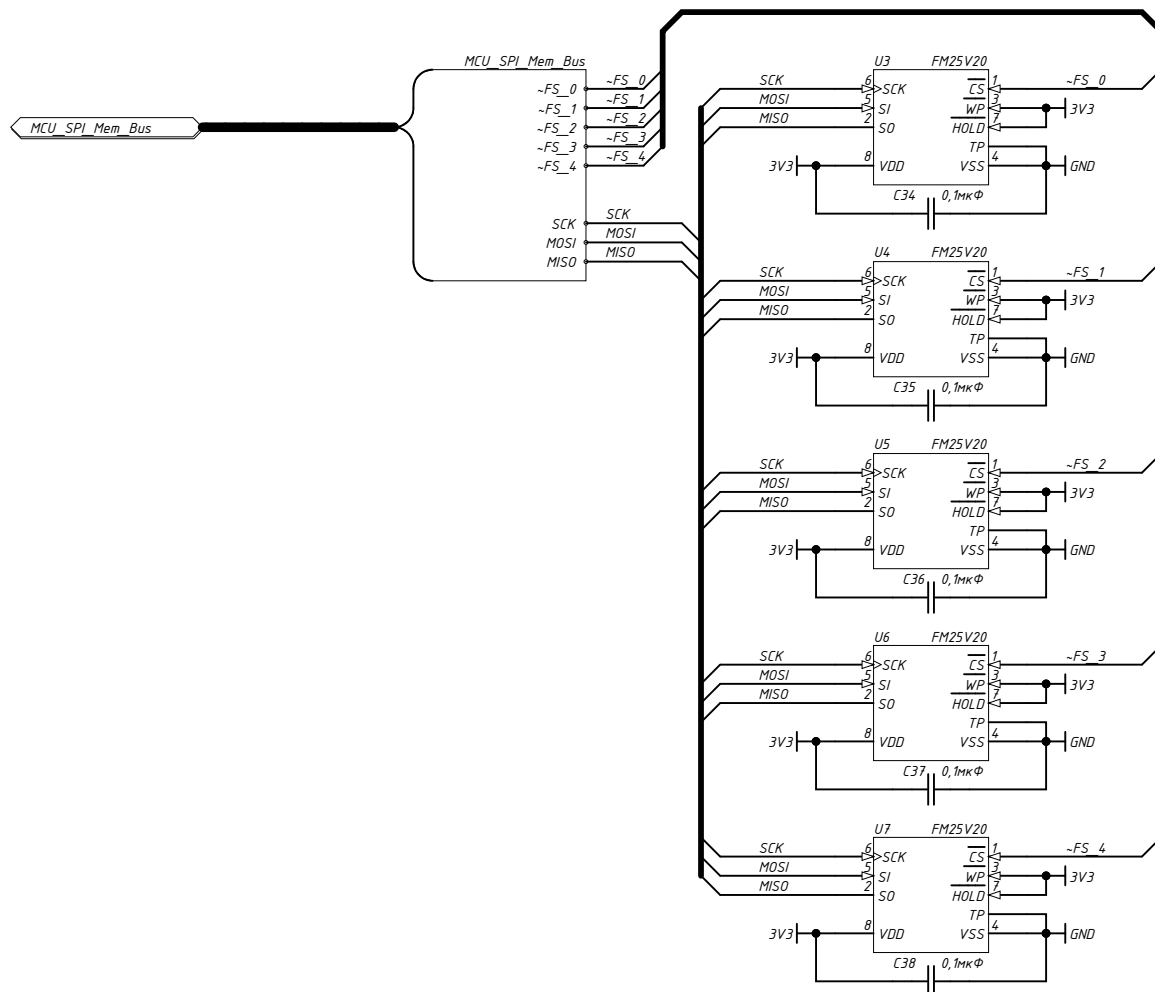 MCU_SPI_Mem_Bus
MCU_SPI_Mem_Bus
~FS_0 ~FS_0
~FS_1 ~FS_1
~FS_2 ~FS_2
~FS_3 ~FS_3
~FS_4 ~FS_4
SCK SCK
MOSI MOSI
MISO MISO
U3 FM25V20
SCK 6 SCK CS 1 ~FS_0
MOSI 5 SI WP 3 3V3
MISO 2 SO HOLD 7
TP
3V3 8 VDD VSS 4 GND
C34 0,1мкФ
U4 FM25V20
SCK 6 SCK CS 1 ~FS_1
MOSI 5 SI WP 3 3V3
MISO 2 SO HOLD 7
TP
3V3 8 VDD VSS 4 GND
C35 0,1мкФ
U5 FM25V20
SCK 6 SCK CS 1 ~FS_2
MOSI 5 SI WP 3 3V3
MISO 2 SO HOLD 7
TP
3V3 8 VDD VSS 4 GND
C36 0,1мкФ
U6 FM25V20
SCK 6 SCK CS 1 ~FS_3
MOSI 5 SI WP 3 3V3
MISO 2 SO HOLD 7
TP
3V3 8 VDD VSS 4 GND
C37 0,1мкФ
U7 FM25V20
SCK 6 SCK CS 1 ~FS_4
MOSI 5 SI WP 3 3V3
MISO 2 SO HOLD 7
TP
3V3 8 VDD VSS 4 GND
C38 0,1мкФ